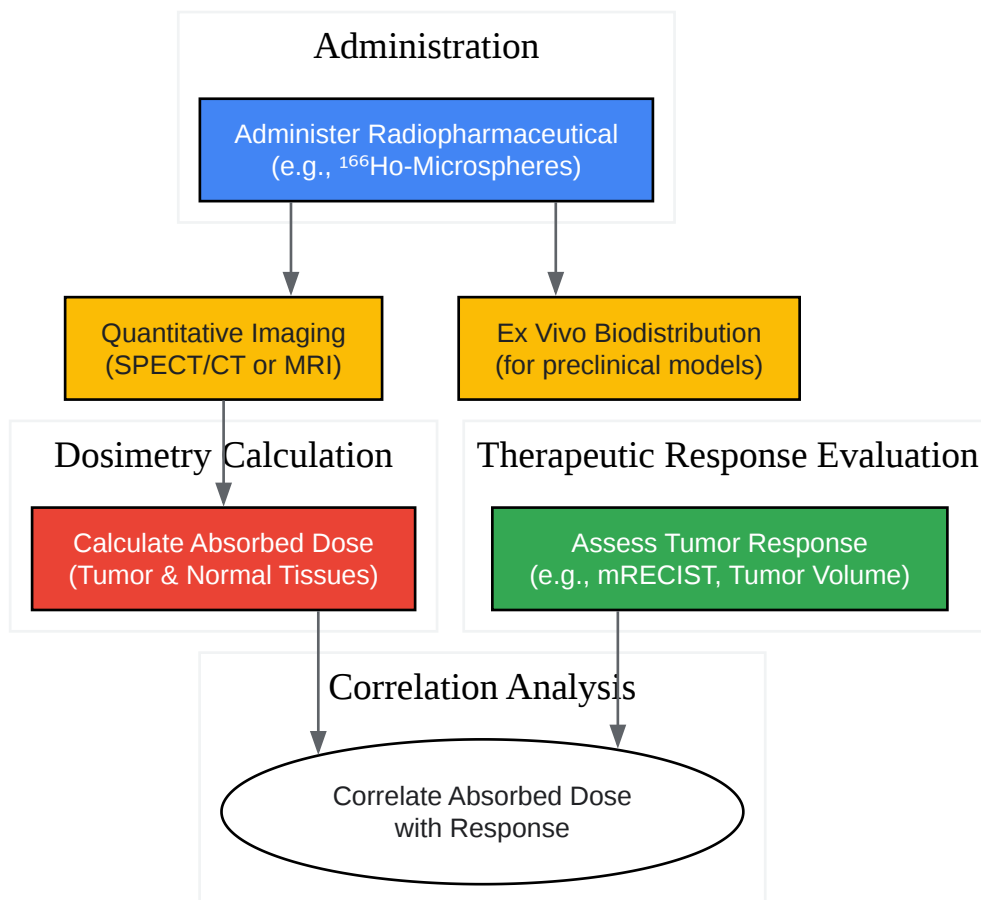 Administration
Administer Radiopharmaceutical
(e.g., ¹⁶⁶Ho-Microspheres)
Quantitative Imaging
(SPECT/CT or MRI)
Ex Vivo Biodistribution
(for preclinical models)
Dosimetry Calculation
Therapeutic Response Evaluation
Calculate Absorbed Dose
(Tumor & Normal Tissues)
Assess Tumor Response
(e.g., mRECIST, Tumor Volume)
Correlation Analysis
Correlate Absorbed Dose
with Response